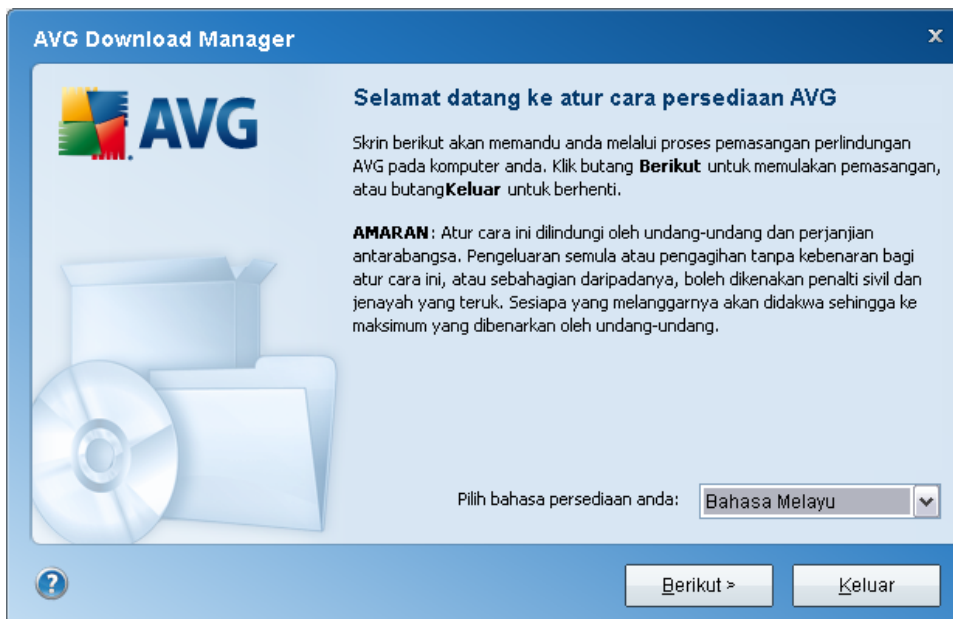 AVG Download Manager
x
AVG
Selamat datang ke atur cara persediaan AVG
Skrin berikut akan memandu anda melalui proses pemasangan perlindungan
AVG pada komputer anda. Klik butang Berikut untuk memulakan pemasangan,
atau butangKeluar untuk berhenti.
AMARAN: Atur cara ini dilindungi oleh undang-undang dan perjanjian
antarabangsa. Pengeluaran semula atau pengagihan tanpa kebenaran bagi
atur cara ini, atau sebahagian daripadanya, boleh dikenakan penalti sivil dan
jenayah yang teruk. Sesiapa yang melanggarnya akan didakwa sehingga ke
maksimum yang dibenarkan oleh undang-undang.
Pilih bahasa persediaan anda: Bahasa Melayu
? Berikut > Keluar